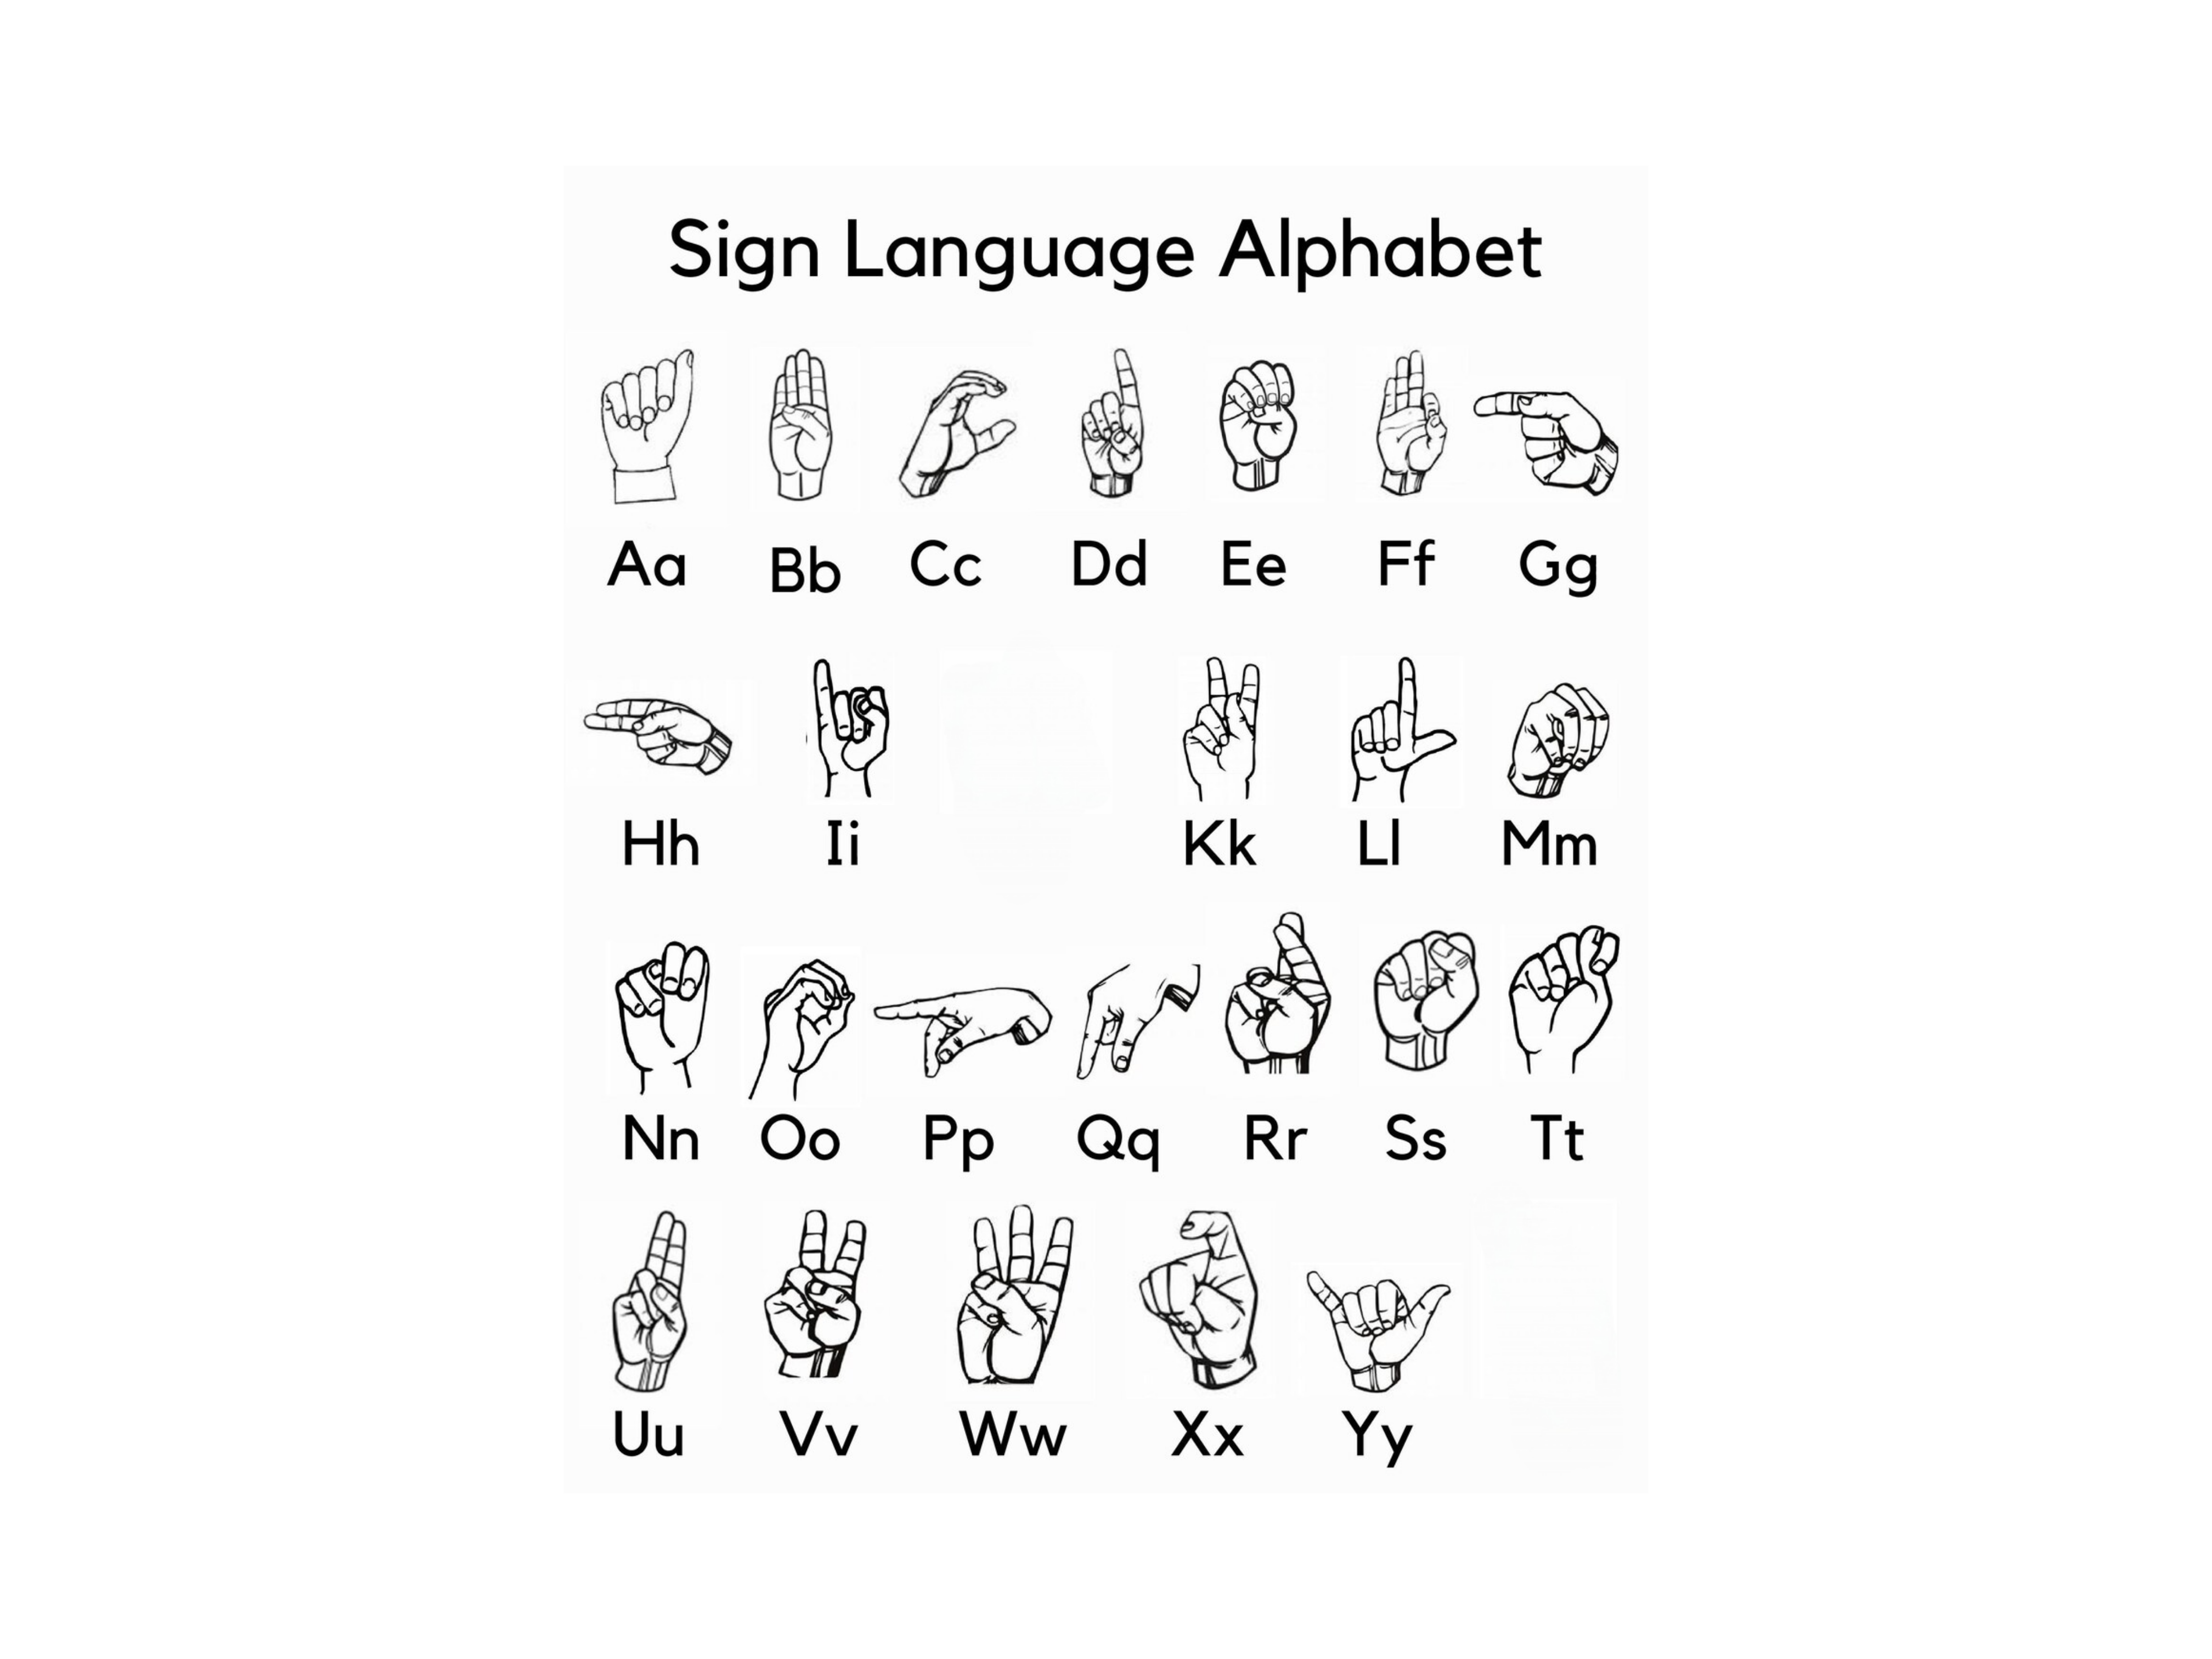 Sign Language Alphabet
Aa Bb Cc Dd Ee Ff Gg
Hh Ii Kk Ll Mm
Nn Oo Pp Qq Rr Ss Tt
Uu Vv Ww Xx Yy